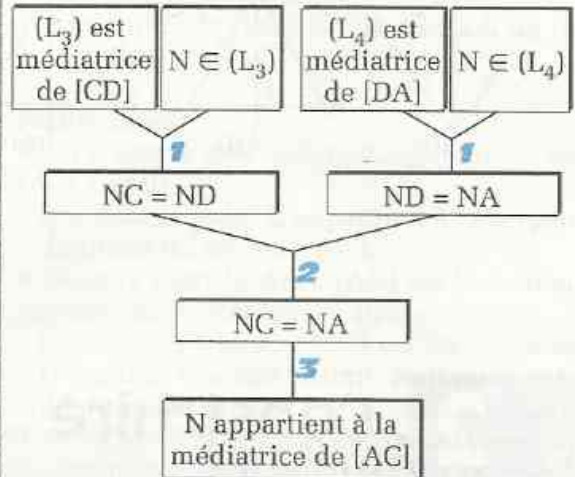 (L₃) est
médiatrice
de [CD]
N ∈ (L₃)
(L₄) est
médiatrice
de [DA]
N ∈ (L₄)
1
1
NC = ND
ND = NA
2
NC = NA
3
N appartient à la
médiatrice de [AC]